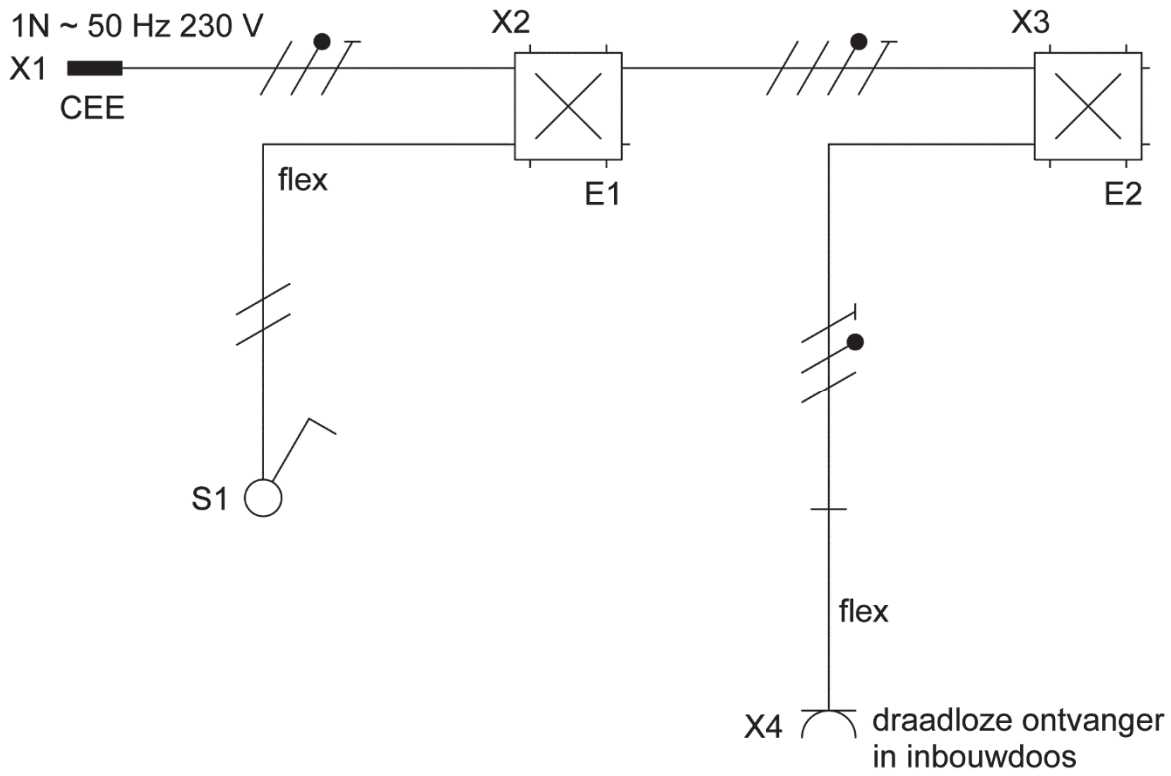 1N ~ 50 Hz 230 V
X1
CEE
X2
X3
flex
E1
E2
S1
flex
X4
draadloze ontvanger
in inbouwdoos